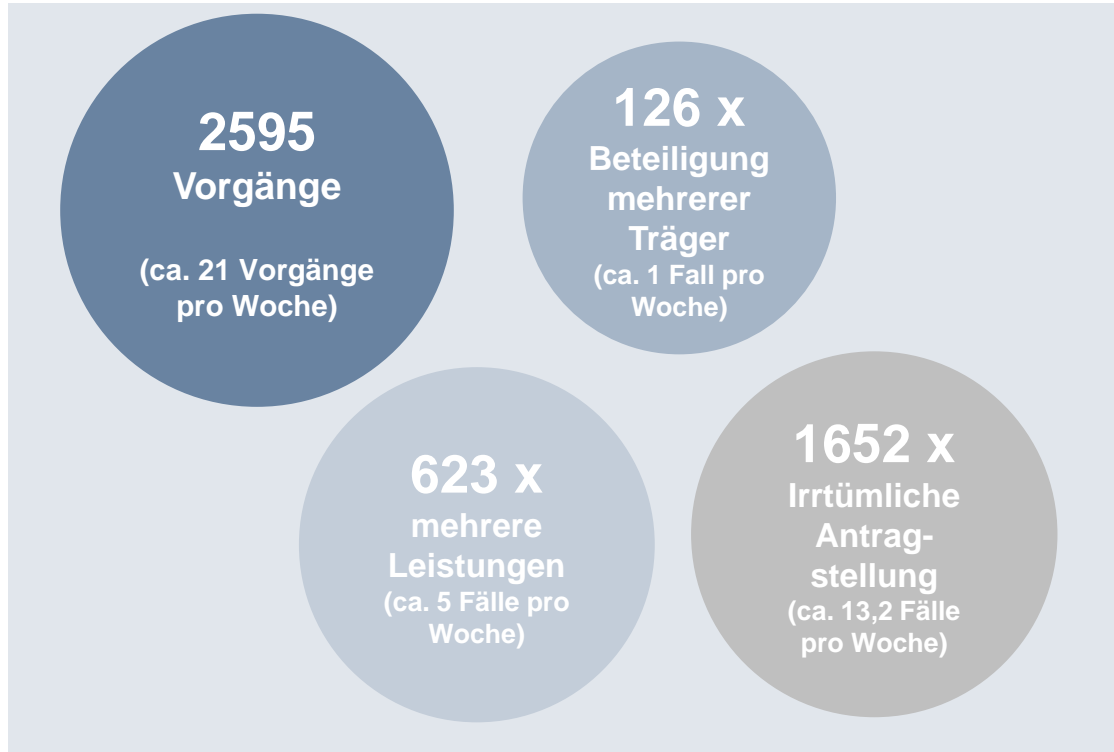 2595
Vorgänge
(ca. 21 Vorgänge
pro Woche)
126 x
Beteiligung
mehrerer
Träger
(ca. 1 Fall pro
Woche)
623 x
mehrere
Leistungen
(ca. 5 Fälle pro
Woche)
1652 x
Irrtümliche
Antrag-
stellung
(ca. 13,2 Fälle
pro Woche)